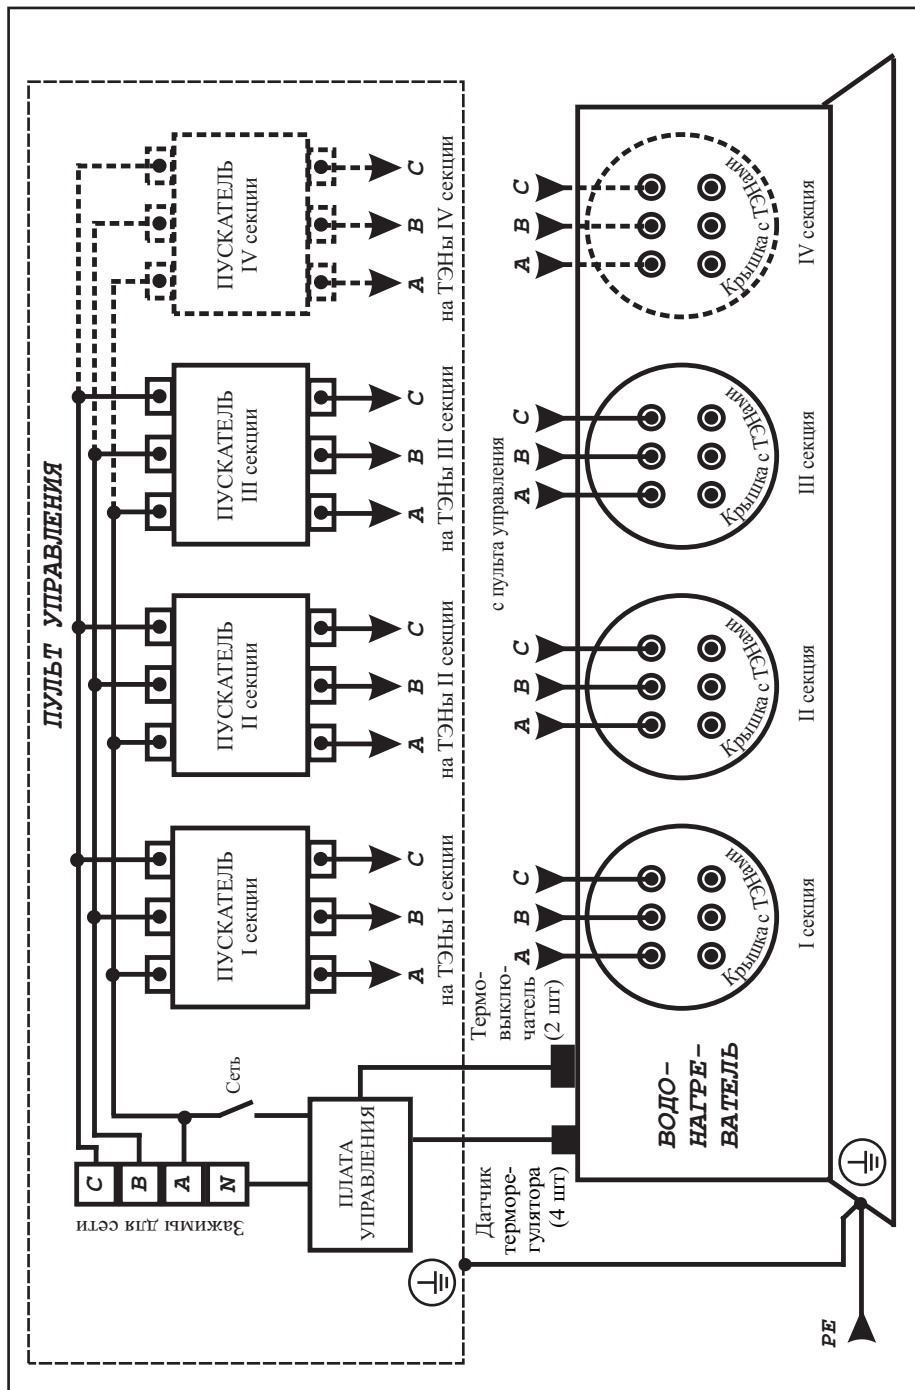 ПУЛЬТ УПРАВЛЕНИЯ
Зажимы для сети
C
B
A
N
Сеть
ПЛАТА
УПРАВЛЕНИЯ
ПУСКАТЕЛЬ
I секции
A
B
C
на ТЭНы I секции
ПУСКАТЕЛЬ
II секции
A
B
C
на ТЭНы II секции
ПУСКАТЕЛЬ
III секции
A
B
C
на ТЭНы III секции
ПУСКАТЕЛЬ
IV секции
A
B
C
на ТЭНы IV секции
Датчик
терморе-
гулятора
(4 шт)
Термо-
выклю-
чатель
(2 шт)
с пульта управления
A
B
C
A
B
C
A
B
C
A
B
C
ВОДО-
НАГРЕ-
ВАТЕЛЬ
Крышка с ТЭНами
I секция
Крышка с ТЭНами
II секция
Крышка с ТЭНами
III секция
Крышка с ТЭНами
IV секция
PE